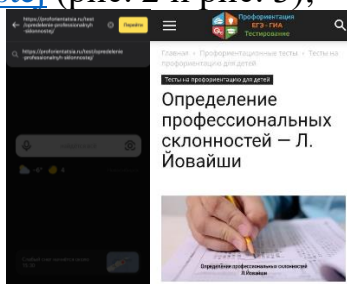 (рис. 2 и рис. 3);
https://proforientatsia.ru/test
/opredelenie-professionalnyh
-sklonnostej/
Перейти
https://proforientatsia.ru/test/opredelenie
-professionalnyh-sklonnostej/
Профориентация
ЕГЭ - ГИА
Тестирование
Главная › Профориентационные тесты › Тесты на
профориентацию для детей
Тесты на профориентацию для детей
Определение
профессиональных
склонностей — Л.
Йовайши
Определение профессиональных склонностей
Л.Йовайши